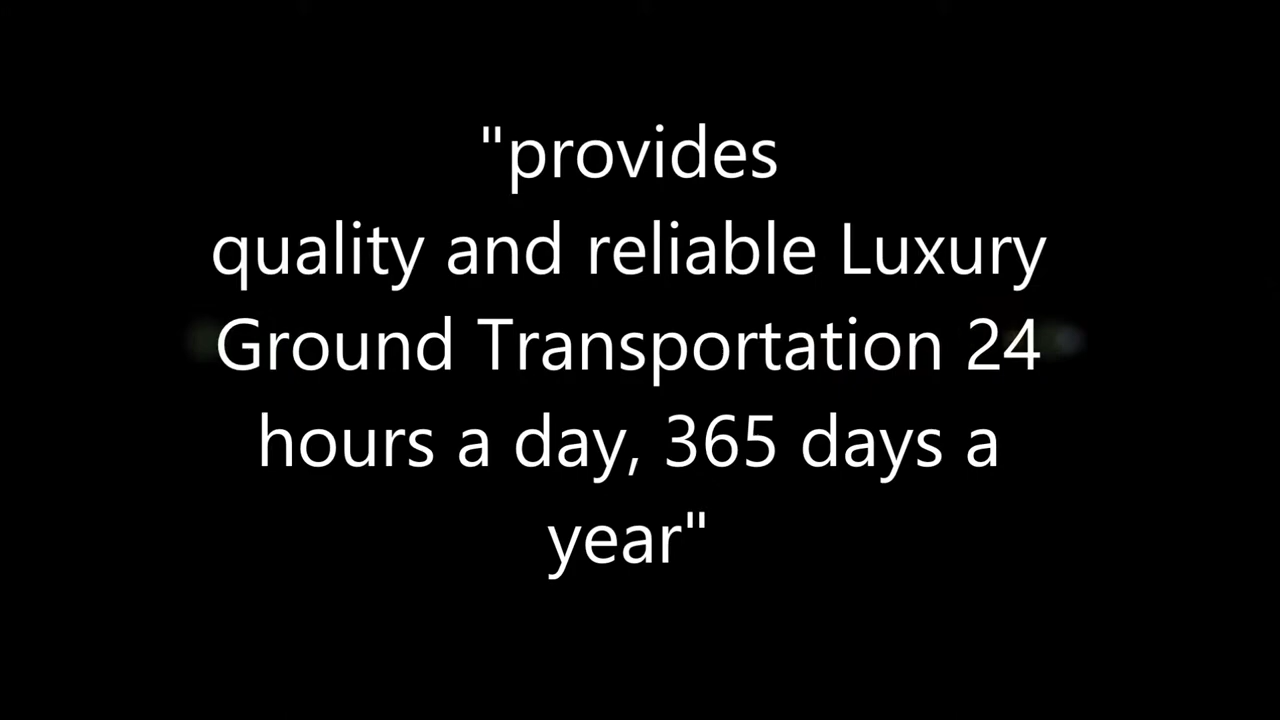 "provides
quality and reliable Luxury
Ground Transportation 24
hours a day, 365 days a
year"